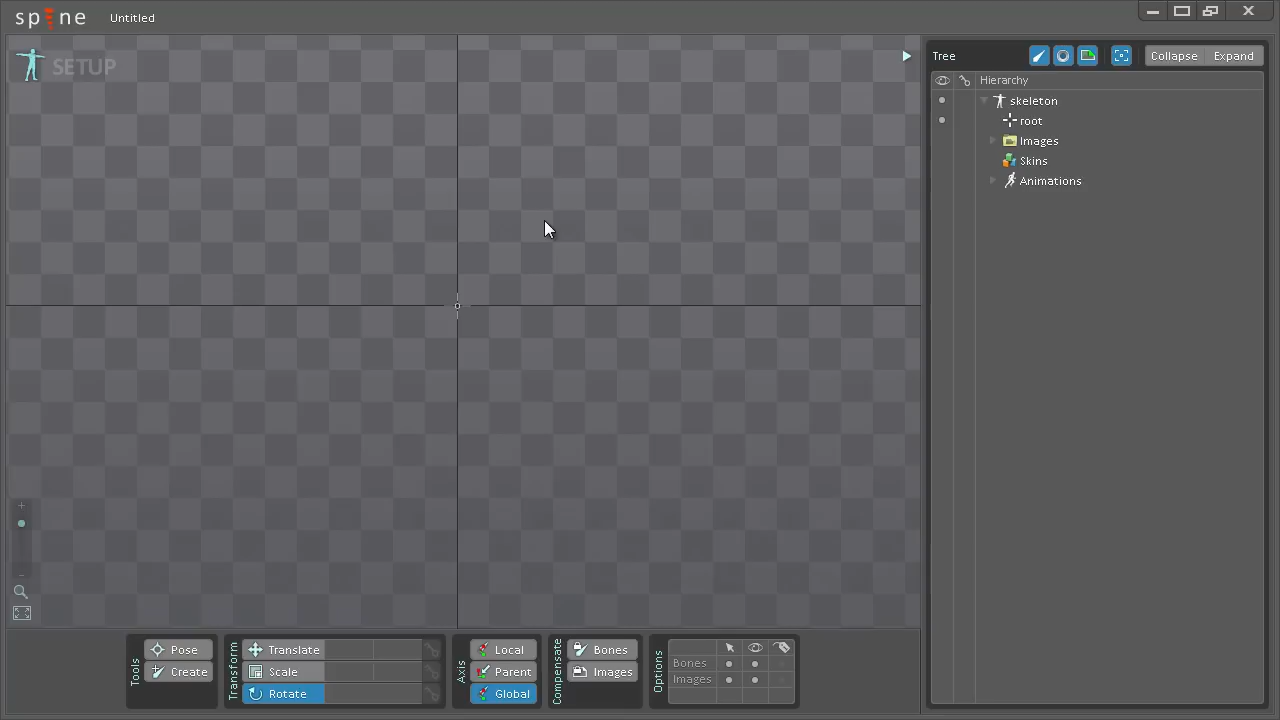 spine Untitled
SETUP
Tree Collapse Expand
Hierarchy
skeleton
root
Images
Skins
Animations
Tools
Pose
Create
Transform
Translate
Scale
Rotate
Axis
Local
Parent
Global
Compensate
Bones
Images
Options
Bones
Images